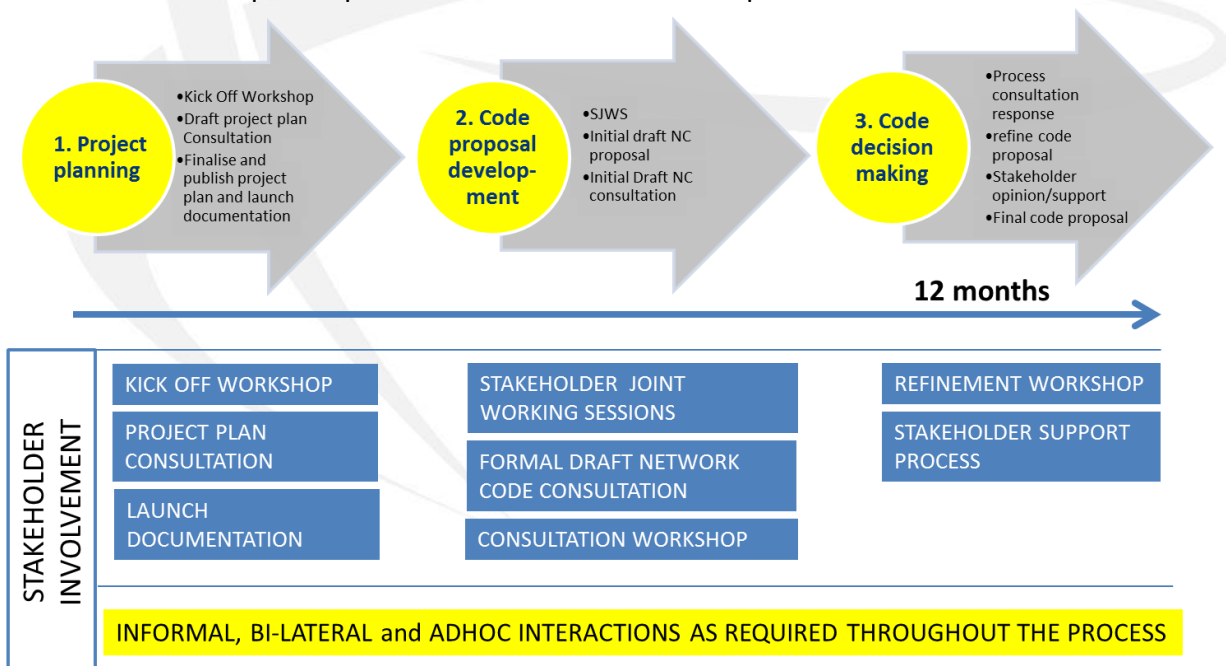 1. Project
planning
•Kick Off Workshop
•Draft project plan
Consultation
•Finalise and
publish project
plan and launch
documentation
2. Code
proposal
develop-
ment
•SJWS
•Initial draft NC
proposal
•Initial Draft NC
consultation
3. Code
decision
making
•Process
consultation
response
•refine code
proposal
•Stakeholder
opinion/support
•Final code proposal
12 months
STAKEHOLDER
INVOLVEMENT
KICK OFF WORKSHOP
PROJECT PLAN
CONSULTATION
LAUNCH
DOCUMENTATION
STAKEHOLDER JOINT
WORKING SESSIONS
FORMAL DRAFT NETWORK
CODE CONSULTATION
CONSULTATION WORKSHOP
REFINEMENT WORKSHOP
STAKEHOLDER SUPPORT
PROCESS
INFORMAL, BI-LATERAL and ADHOC INTERACTIONS AS REQUIRED THROUGHOUT THE PROCESS